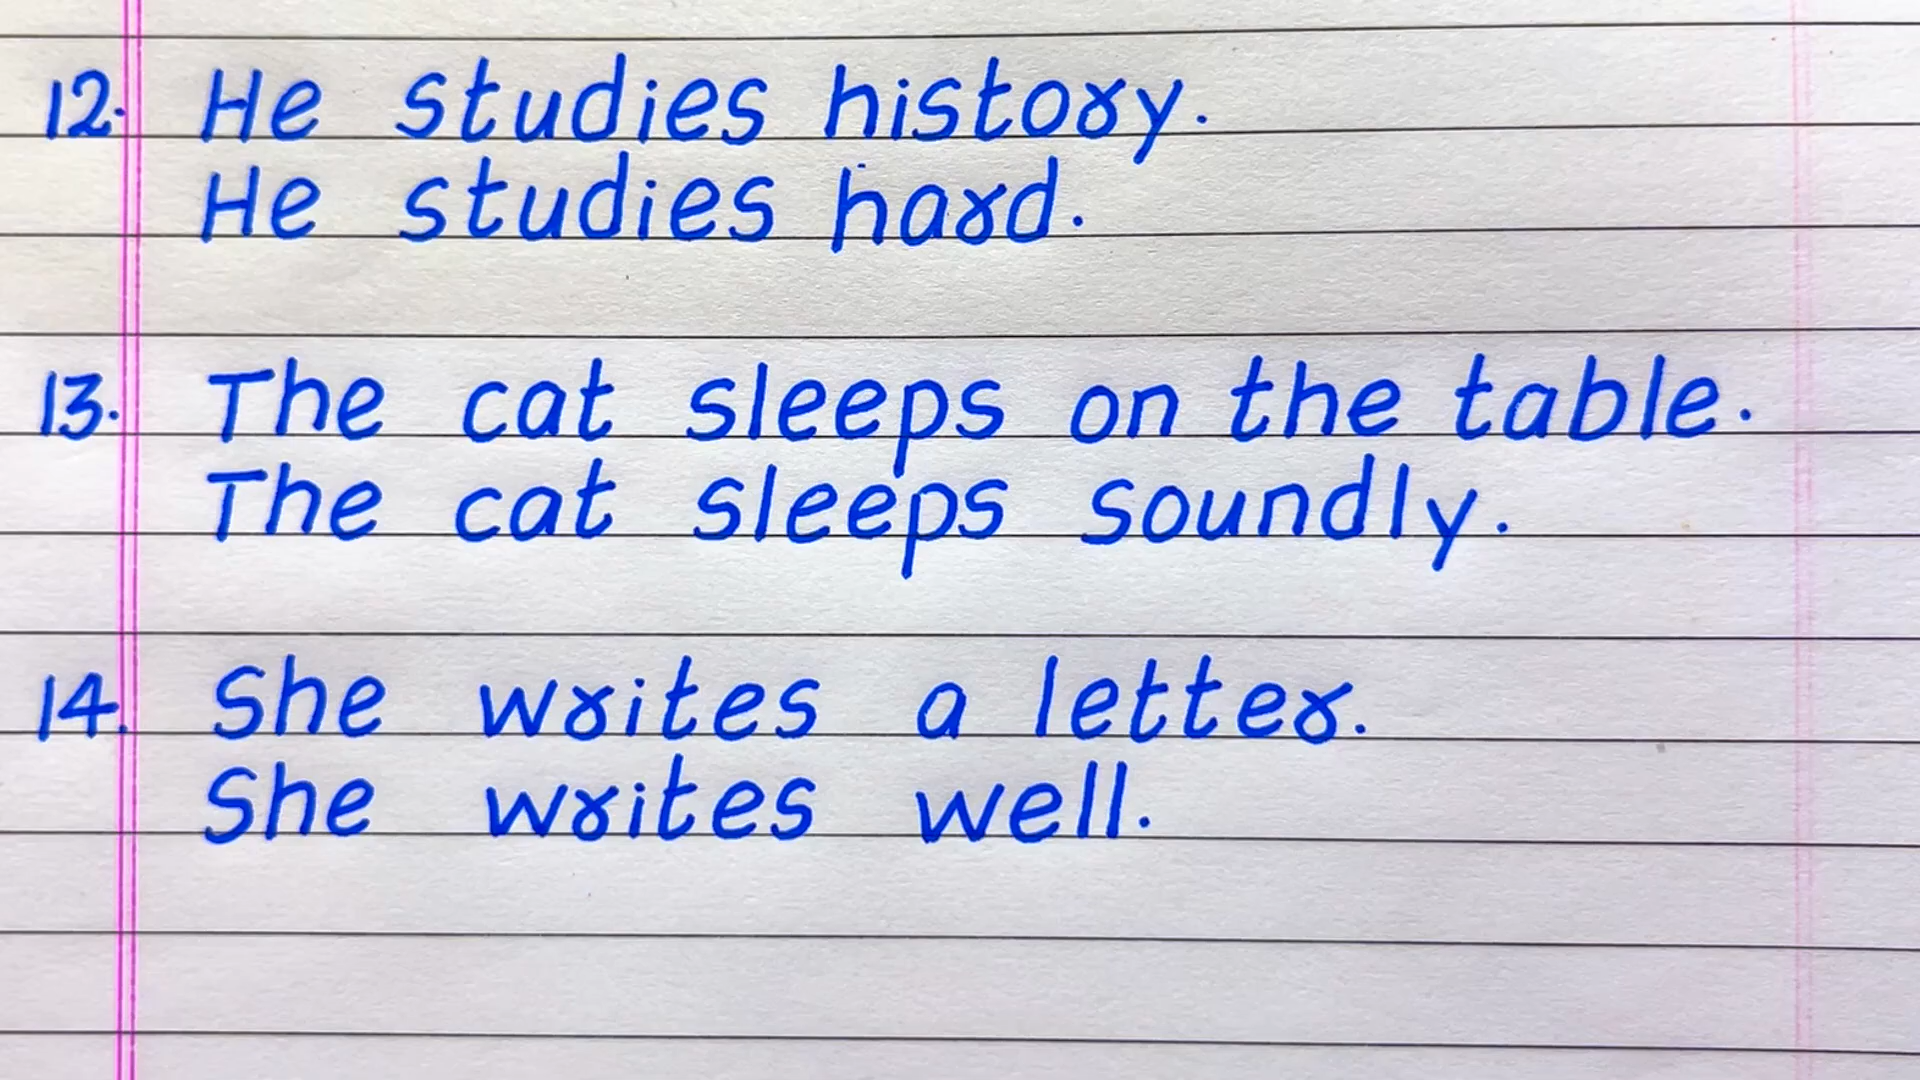 12. He studies history.
He studies hard.
13. The cat sleeps on the table.
The cat sleeps soundly.
14. She writes a letter.
She writes well.